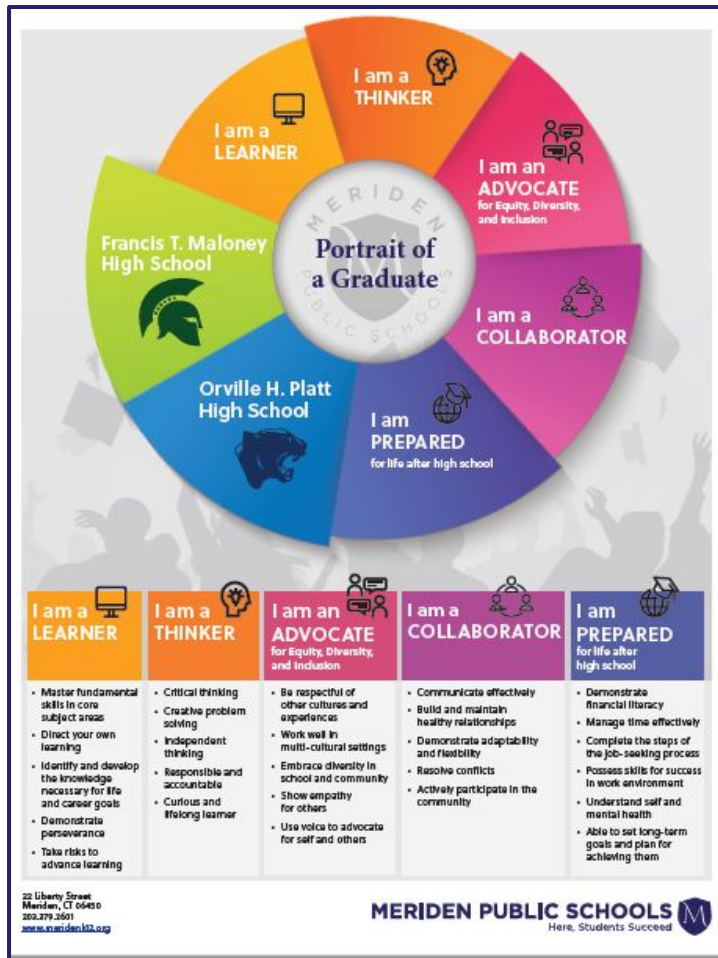 I am a
THINKER
I am a
LEARNER
I am an
ADVOCATE
for Equity, Diversity,
and Inclusion
Francis T. Maloney
High School
MERIDEN
Portrait of
a Graduate
PUBLIC SCHOOLS
I am a
COLLABORATOR
Orville H. Platt
High School
I am
PREPARED
for life after high school
I am a
LEARNER
• Master fundamental
skills in core
subject areas
• Direct your own
learning
• Identify and develop
the knowledge
necessary for life
and career goals
• Demonstrate
perseverance
• Take risks to
advance learning
I am a
THINKER
• Critical thinking
• Creative problem
solving
• Independent
thinking
• Responsible and
accountable
• Curious and
lifelong learner
I am an
ADVOCATE
for Equity, Diversity,
and Inclusion
• Be respectful of
other cultures and
experiences
• Work well in
multi-cultural settings
• Embrace diversity in
school and community
• Show empathy
for others
• Use voice to advocate
for self and others
I am a
COLLABORATOR
• Communicate effectively
• Build and maintain
healthy relationships
• Demonstrate adaptability
and flexibility
• Resolve conflicts
• Actively participate in the
community
I am
PREPARED
for life after
high school
• Demonstrate
financial literacy
• Manage time effectively
• Complete the steps of
the job-seeking process
• Possess skills for success
in work environment
• Understand self and
mental health
• Able to set long-term
goals and plan for
achieving them
22 Liberty Street
Meriden, CT 06450
203.379.2601
www.meridenk12.org
MERIDEN PUBLIC SCHOOLS
M
Here, Students Succeed